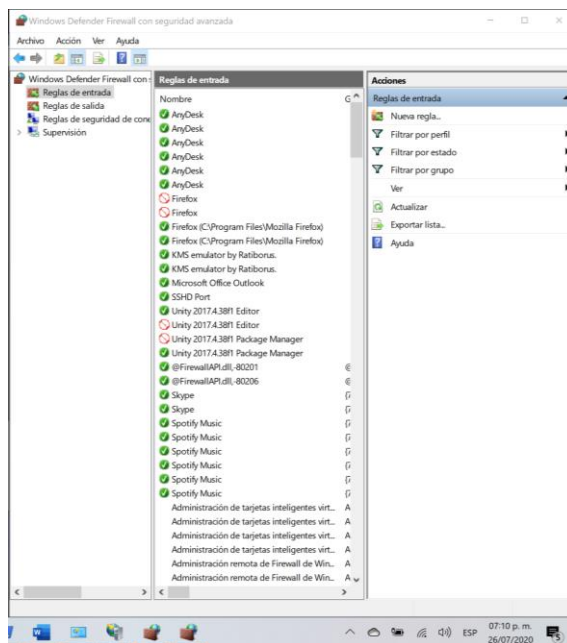 Windows Defender Firewall con seguridad avanzada
Archivo Acción Ver Ayuda
Windows Defender Firewall con
Reglas de entrada
Reglas de salida
Reglas de seguridad de cone
Supervisión
Reglas de entrada
Nombre G
AnyDesk
AnyDesk
AnyDesk
AnyDesk
AnyDesk
AnyDesk
Firefox
Firefox
Firefox (C:\Program Files\Mozilla Firefox)
Firefox (C:\Program Files\Mozilla Firefox)
KMS emulator by Ratiborus.
KMS emulator by Ratiborus.
Microsoft Office Outlook
SSHD Port
Unity 2017.4.38f1 Editor
Unity 2017.4.38f1 Editor
Unity 2017.4.38f1 Package Manager
Unity 2017.4.38f1 Package Manager
@FirewallAPI.dll,-80201 @
@FirewallAPI.dll,-80206 @
Skype
Skype
Spotify Music
Spotify Music
Spotify Music
Spotify Music
Spotify Music
Spotify Music
Administración de tarjetas inteligentes virt... A
Administración de tarjetas inteligentes virt... A
Administración de tarjetas inteligentes virt... A
Administración de tarjetas inteligentes virt... A
Administración remota de Firewall de Win... A
Administración remota de Firewall de Win... A
Acciones
Reglas de entrada
Nueva regla...
Filtrar por perfil
Filtrar por estado
Filtrar por grupo
Ver
Actualizar
Exportar lista...
Ayuda
ESP
07:10 p. m.
26/07/2020